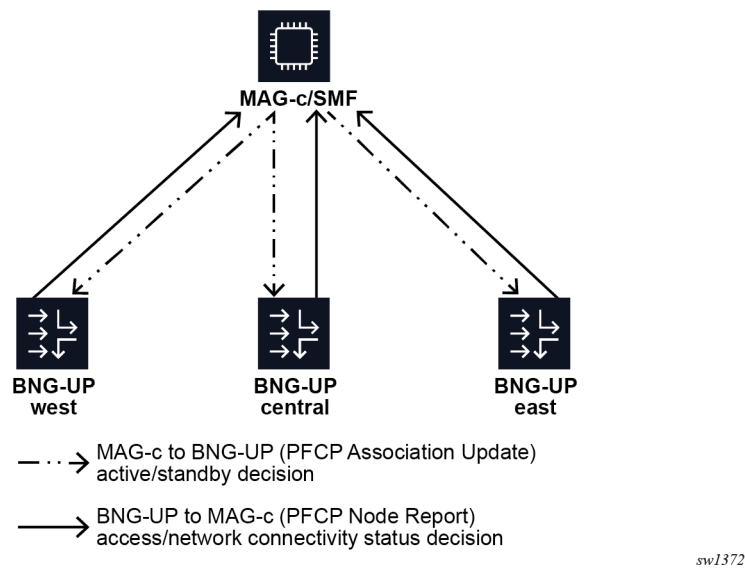 MAG-c/SMF
BNG-UP
west
BNG-UP
central
BNG-UP
east
MAG-c to BNG-UP (PFCP Association Update)
active/standby decision
BNG-UP to MAG-c (PFCP Node Report)
access/network connectivity status decision
sw1372